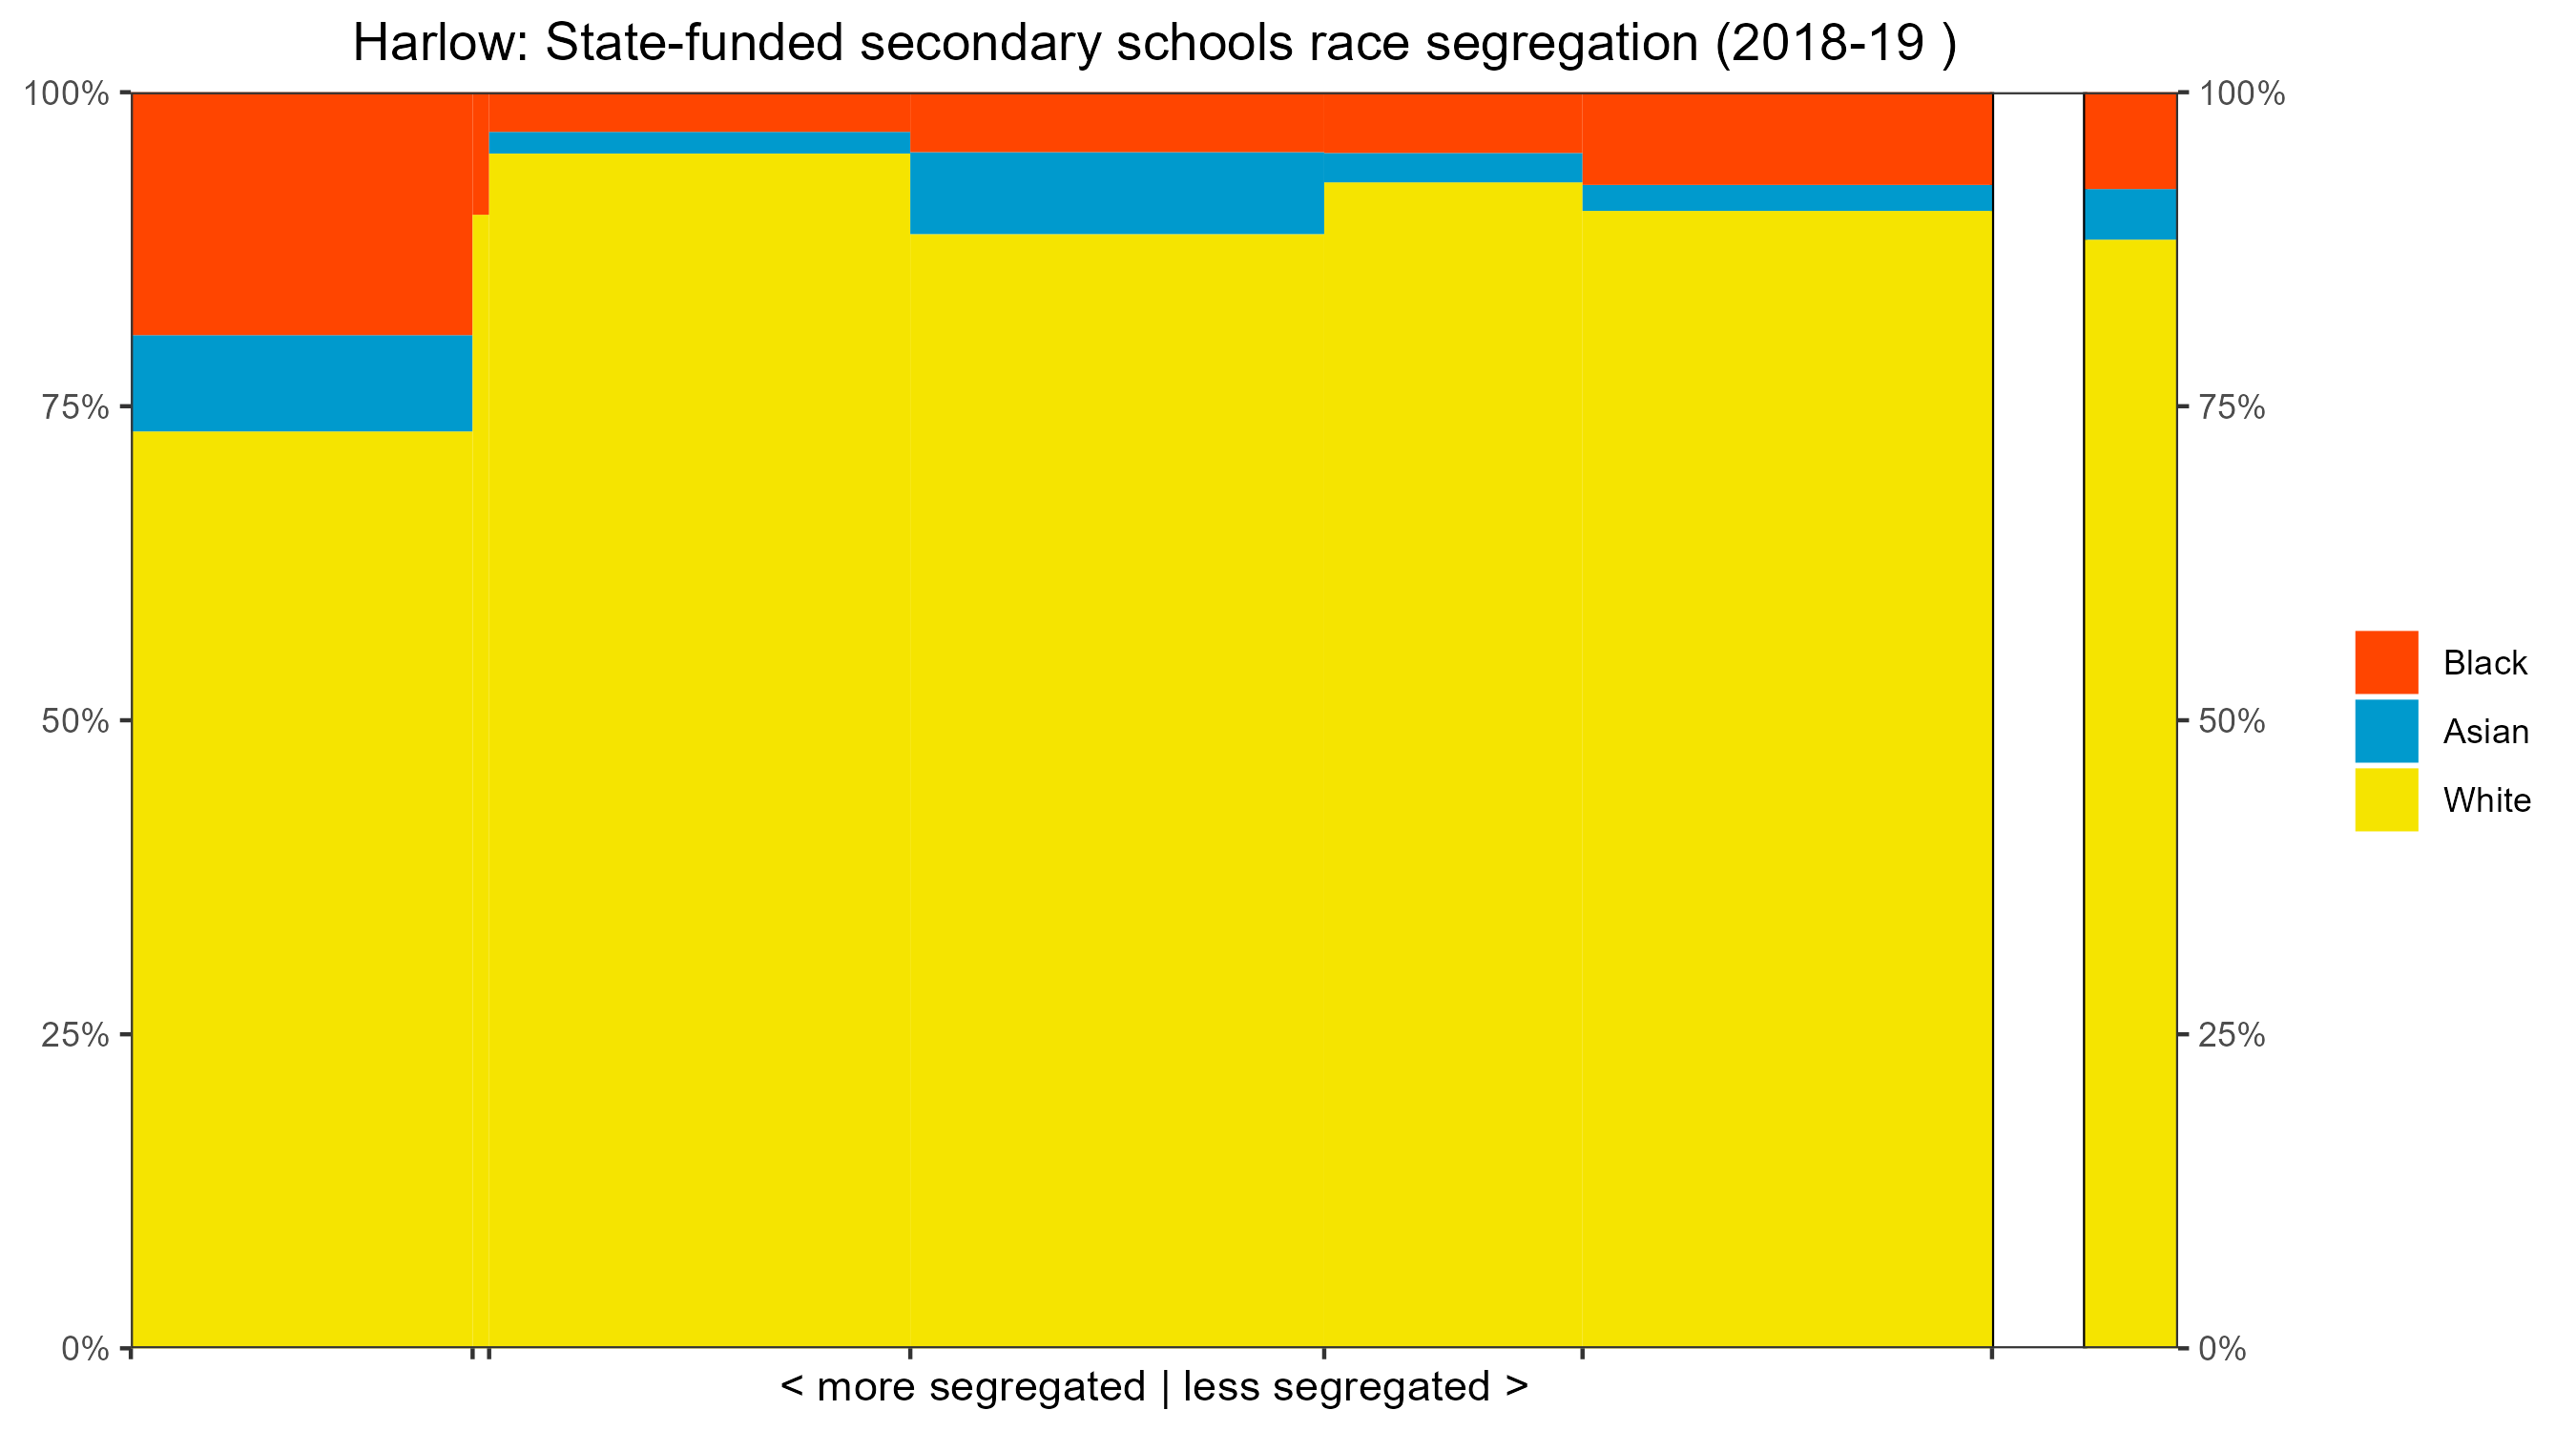 Harlow: State-funded secondary schools race segregation (2018-19 )
100%
75%
50%
25%
0%
100%
75%
50%
25%
0%
Black
Asian
White
< more segregated | less segregated >